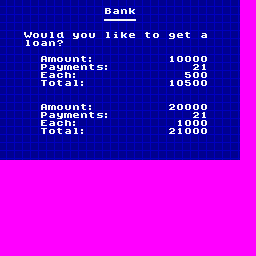 Bank
Would you like to get a
loan?
Amount: 10000
Payments: 21
Each: 500
Total: 10500
Amount: 20000
Payments: 21
Each: 1000
Total: 21000